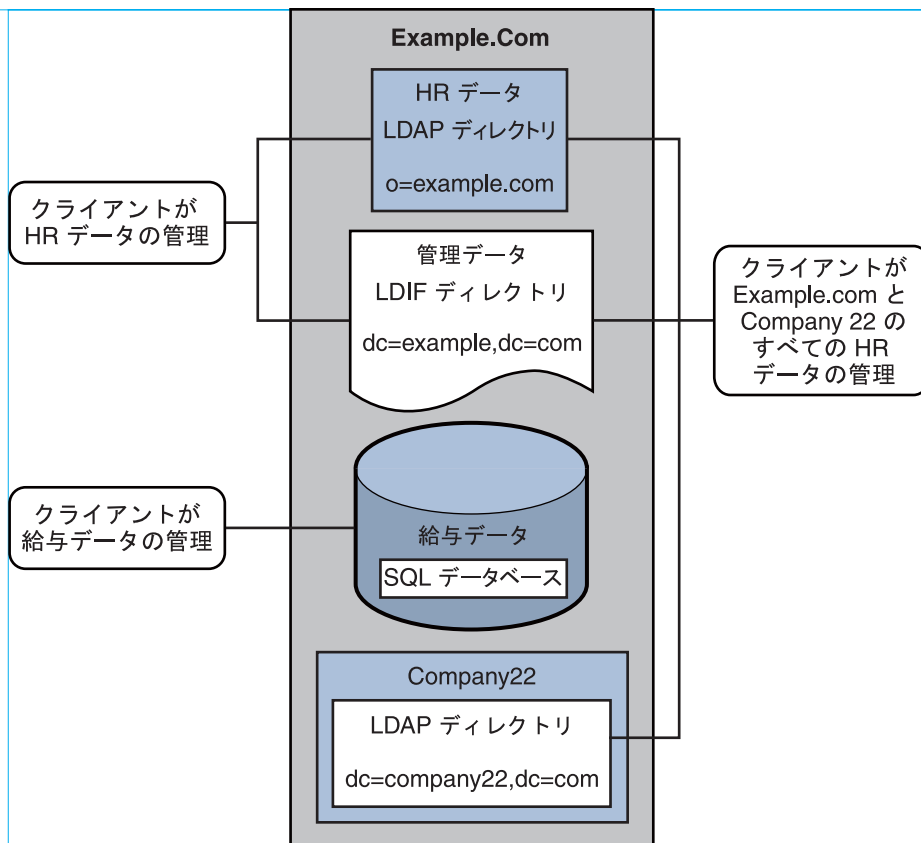 Example.Com
HR データ
LDAP ディレクトリ
o=example.com
クライアントが
HR データの管理
管理データ
LDIF ディレクトリ
dc=example,dc=com
クライアントが
Example.com と
Company 22 の
すべての HR
データの管理
クライアントが
給与データの管理
給与データ
SQL データベース
Company22
LDAP ディレクトリ
dc=company22,dc=com